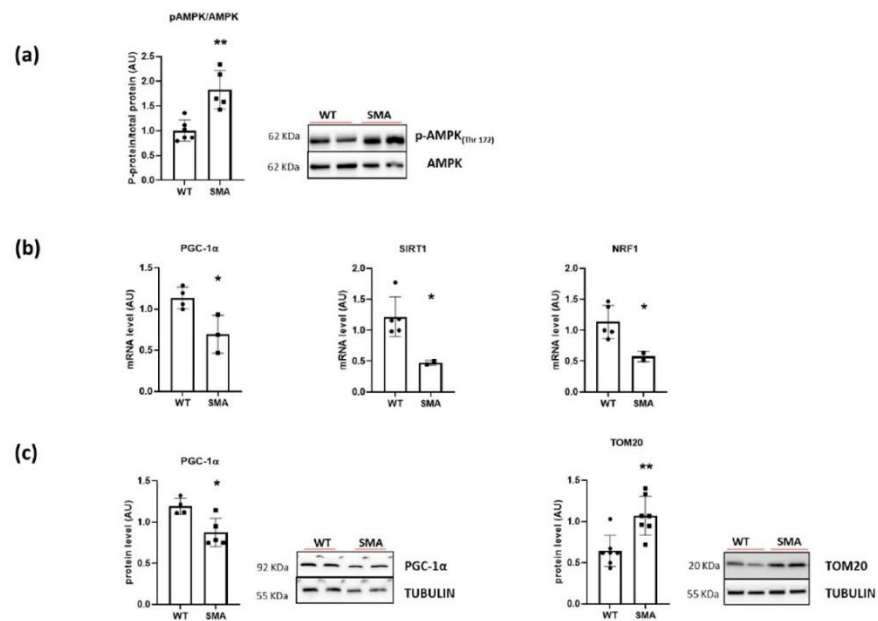 (a)
pAMPK/AMPK
P-protein/total protein (AU)
2.5
2.0
1.5
1.0
0.5
0.0
**
WT
SMA
WT SMA
62 KDa
p-AMPK(Thr 172)
62 KDa
AMPK
(b)
PGC-1α
mRNA level (AU)
1.5
1.0
0.5
0.0
*
WT
SMA
SIRT1
mRNA level (AU)
2.0
1.5
1.0
0.5
0.0
*
WT
SMA
NRF1
mRNA level (AU)
2.0
1.5
1.0
0.5
0.0
*
WT
SMA
(c)
PGC-1α
protein level (AU)
1.5
1.0
0.5
0.0
*
WT
SMA
WT SMA
92 KDa
PGC-1α
55 KDa
TUBULIN
TOM20
protein level (AU)
1.5
1.0
0.5
0.0
**
WT
SMA
WT SMA
20 KDa
TOM20
55 KDa
TUBULIN